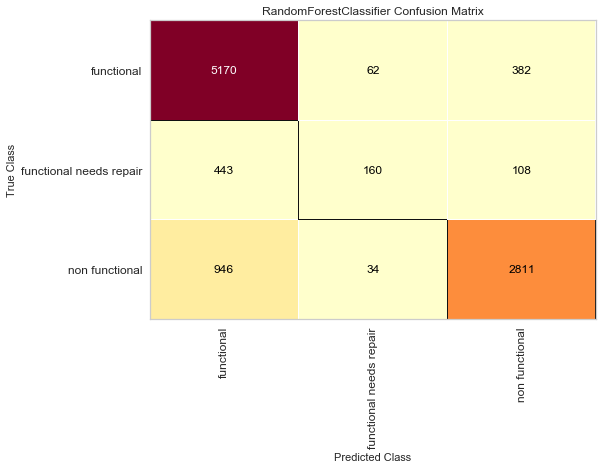 RandomForestClassifier Confusion Matrix
True Class
functional
5170
62
382
functional needs repair
443
160
108
non functional
946
34
2811
functional
functional needs repair
non functional
Predicted Class